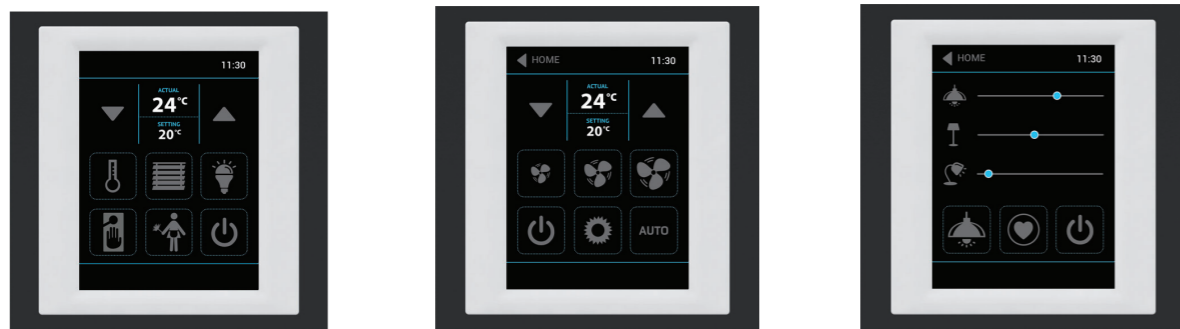 11:30
ACTUAL
24°C
SETTING
20°C
HOME 11:30
ACTUAL
24°C
SETTING
20°C
AUTO
HOME 11:30